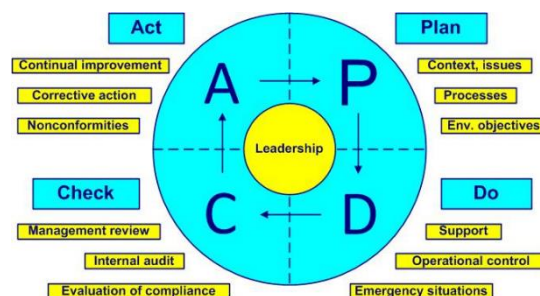 Act
Plan
Continual improvement
Corrective action
Nonconformities
A
P
Context, issues
Processes
Env. objectives
Leadership
Check
Do
C
D
Management review
Internal audit
Evaluation of compliance
Support
Operational control
Emergency situations